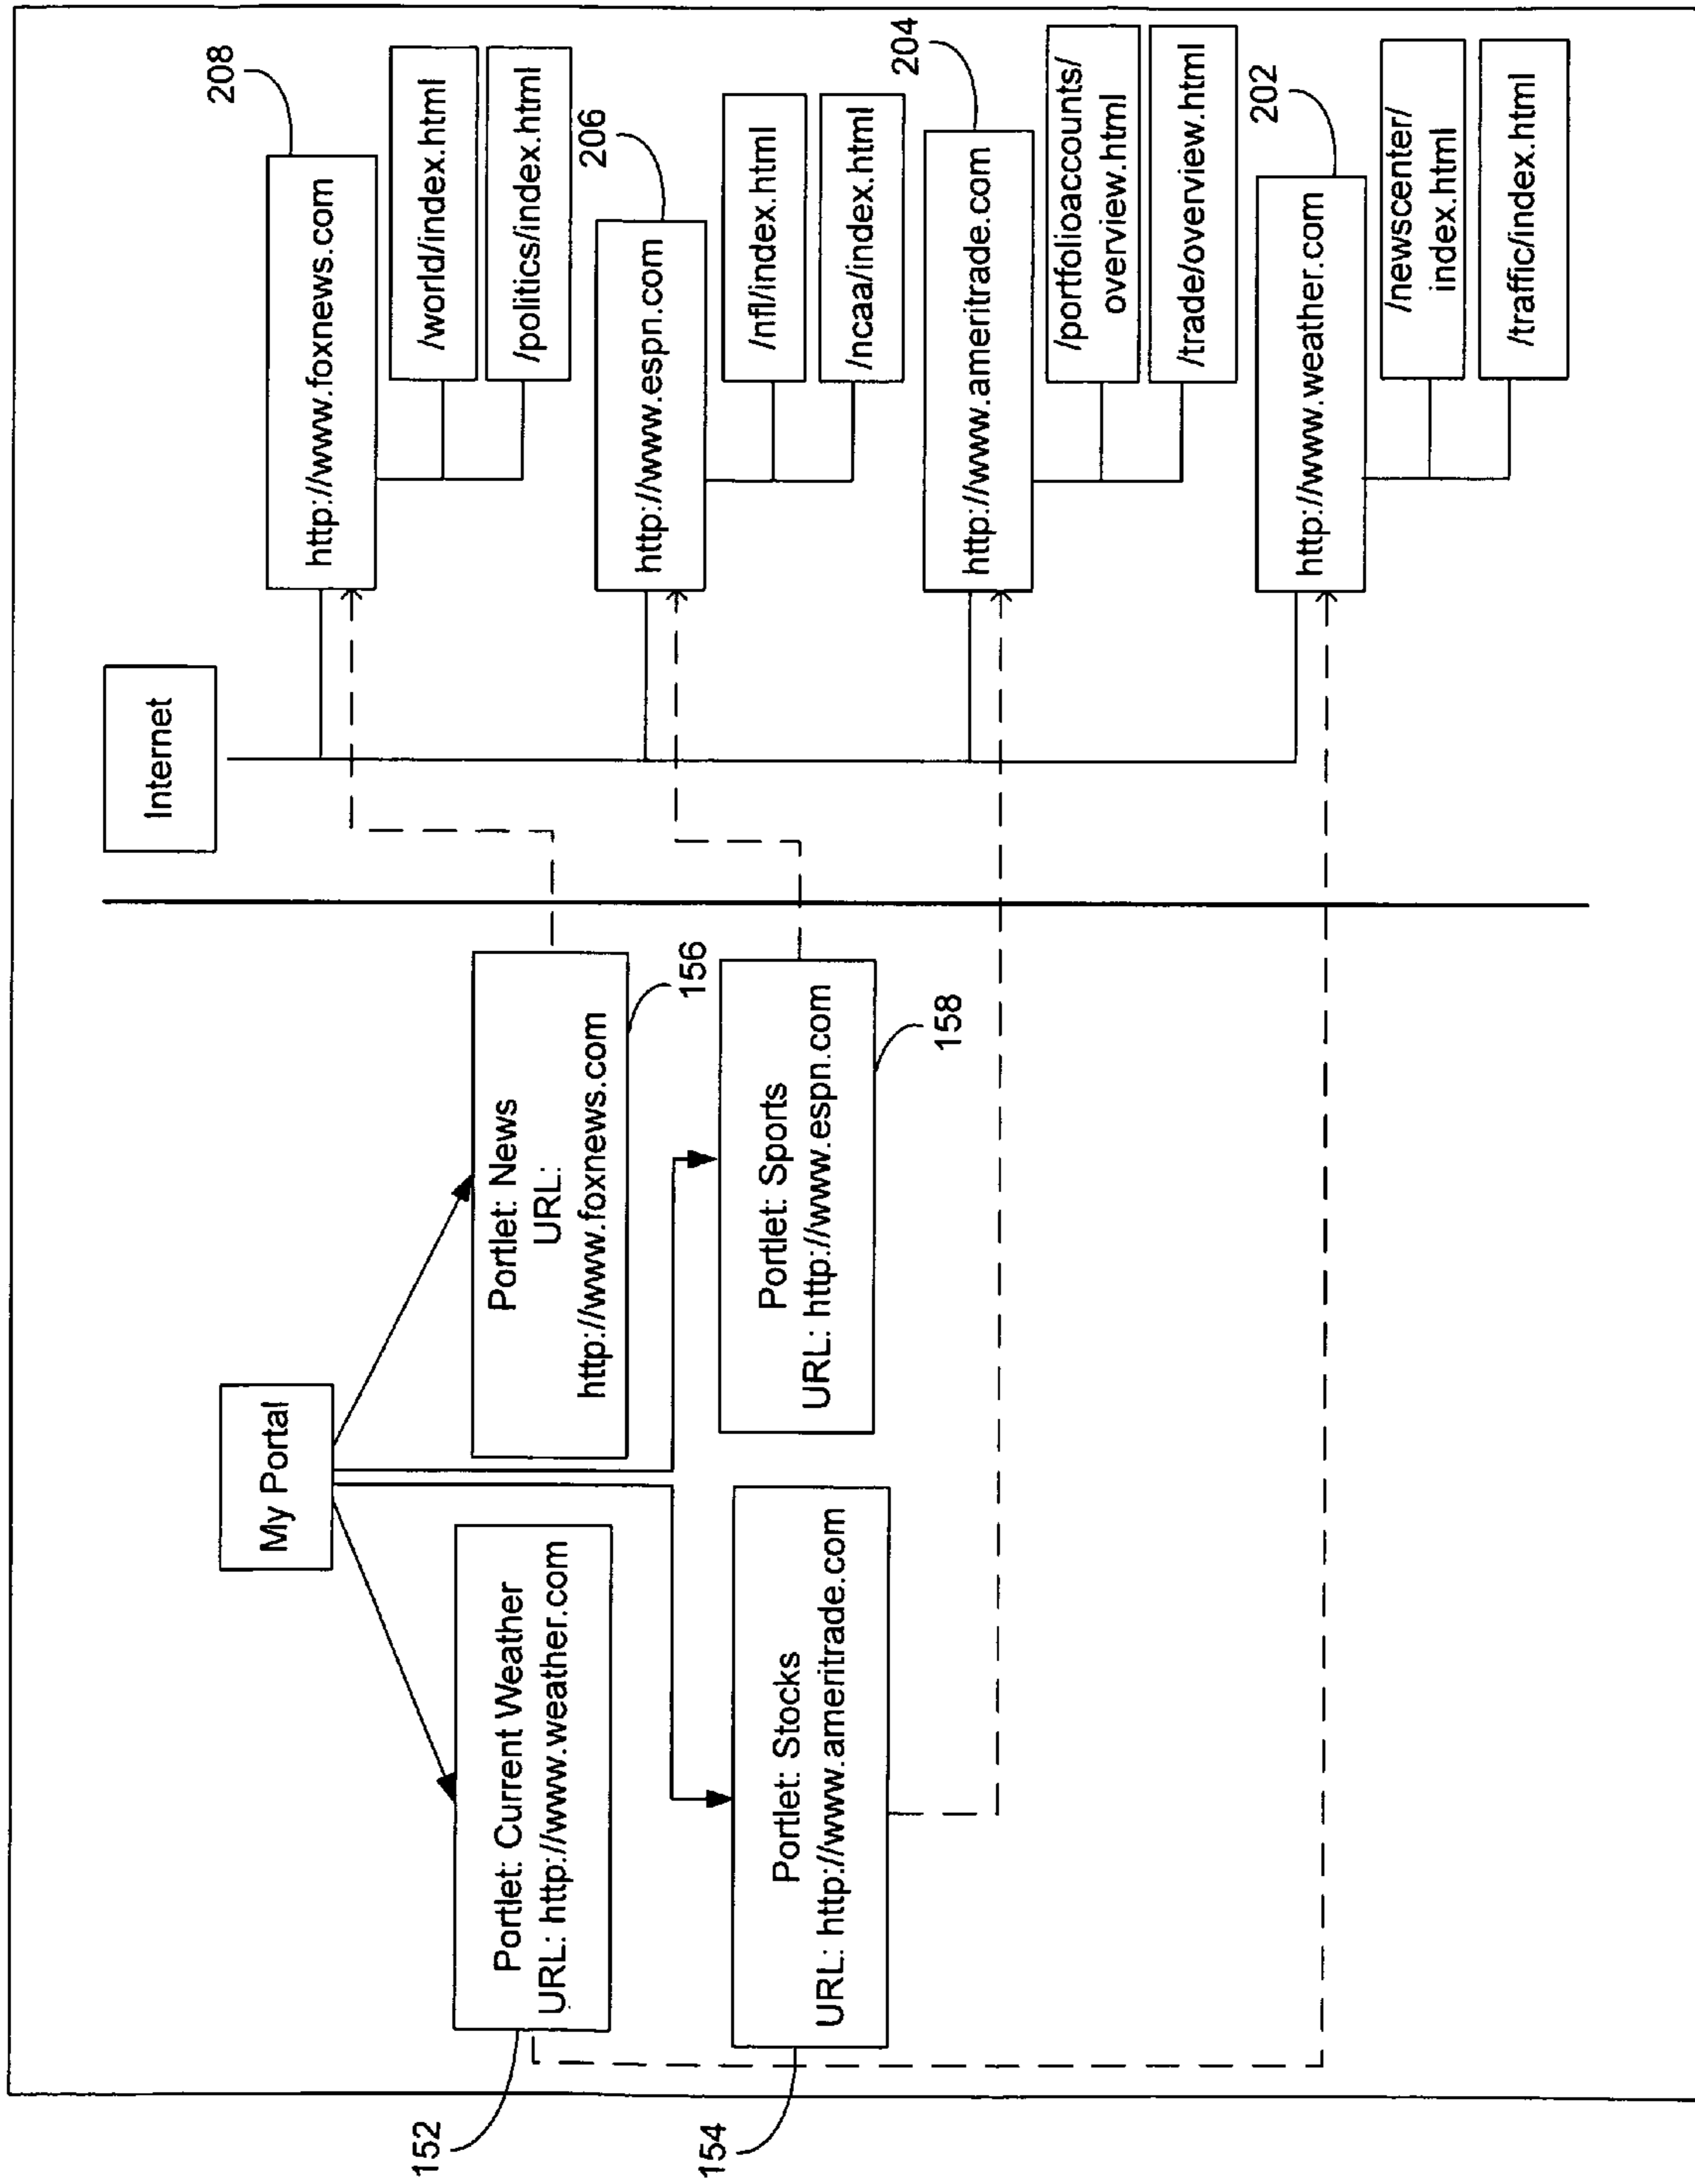 My Portal
Portlet: Current Weather
URL: http://www.weather.com
152
Portlet: News
URL:
http://www.foxnews.com
156
Portlet: Stocks
URL: http://www.ameritrade.com
154
Portlet: Sports
URL: http://www.espn.com
158
Internet
208
http://www.foxnews.com
/world/index.html
/politics/index.html
206
http://www.espn.com
/nfl/index.html
/ncaa/index.html
204
http://www.ameritrade.com
/portfolioaccounts/
overview.html
/trade/overview.html
202
http://www.weather.com
/newscenter/
index.html
/traffic/index.html